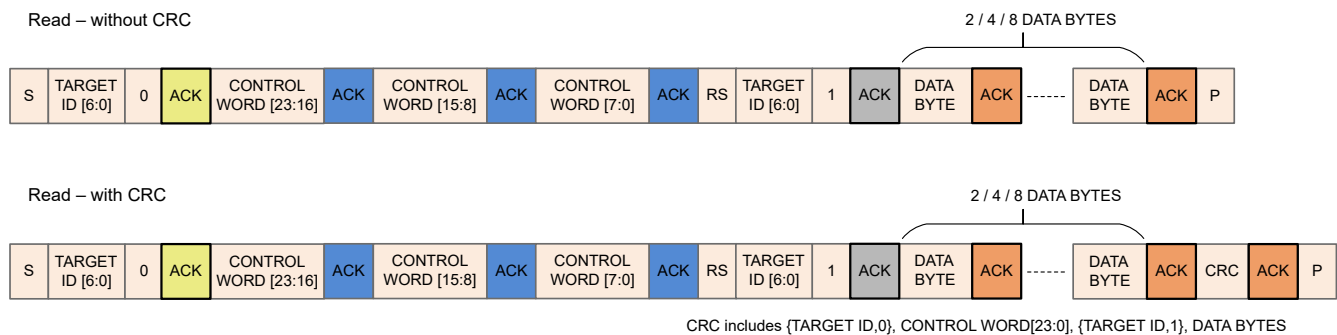 Read – without CRC
2 / 4 / 8 DATA BYTES
S TARGET ID [6:0] 0 ACK CONTROL WORD [23:16] ACK CONTROL WORD [15:8] ACK CONTROL WORD [7:0] ACK RS TARGET ID [6:0] 1 ACK DATA BYTE ACK ------ DATA BYTE ACK P
Read – with CRC
2 / 4 / 8 DATA BYTES
S TARGET ID [6:0] 0 ACK CONTROL WORD [23:16] ACK CONTROL WORD [15:8] ACK CONTROL WORD [7:0] ACK RS TARGET ID [6:0] 1 ACK DATA BYTE ACK ------ DATA BYTE ACK CRC ACK P
CRC includes {TARGET ID,0}, CONTROL WORD[23:0], {TARGET ID,1}, DATA BYTES